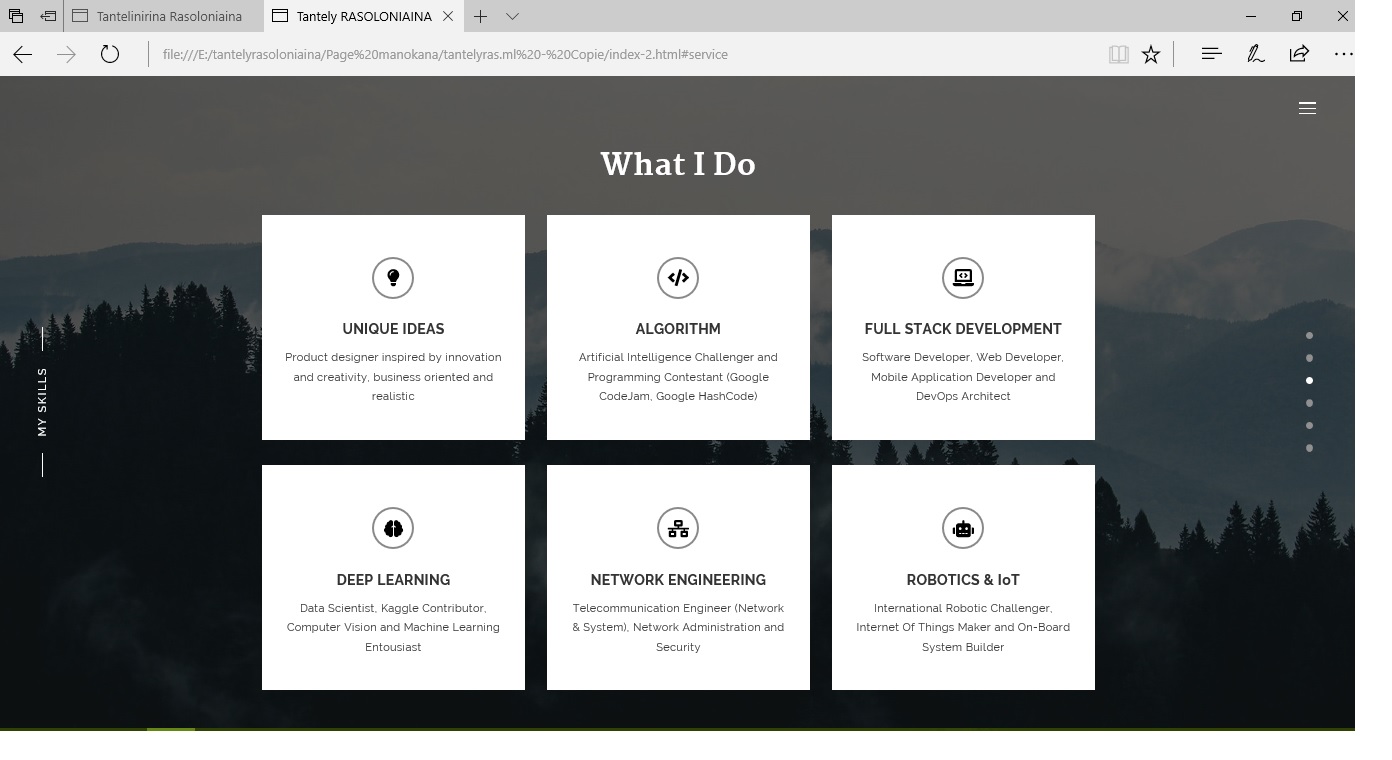 Tantelinirina Rasoloniaina
Tantely RASOLONIAINA
file:///E:/tantelyrasoloniaina/Page%20manokana/tantelyras.ml%20-%20Copie/index-2.html#service
What I Do
MY SKILLS
UNIQUE IDEAS
Product designer inspired by innovation
and creativity, business oriented and
realistic
ALGORITHM
Artificial Intelligence Challenger and
Programming Contestant (Google
CodeJam, Google HashCode)
FULL STACK DEVELOPMENT
Software Developer, Web Developer,
Mobile Application Developer and
DevOps Architect
DEEP LEARNING
Data Scientist, Kaggle Contributor,
Computer Vision and Machine Learning
Entousiast
NETWORK ENGINEERING
Telecommunication Engineer (Network
& System), Network Administration and
Security
ROBOTICS & IoT
International Robotic Challenger,
Internet Of Things Maker and On-Board
System Builder